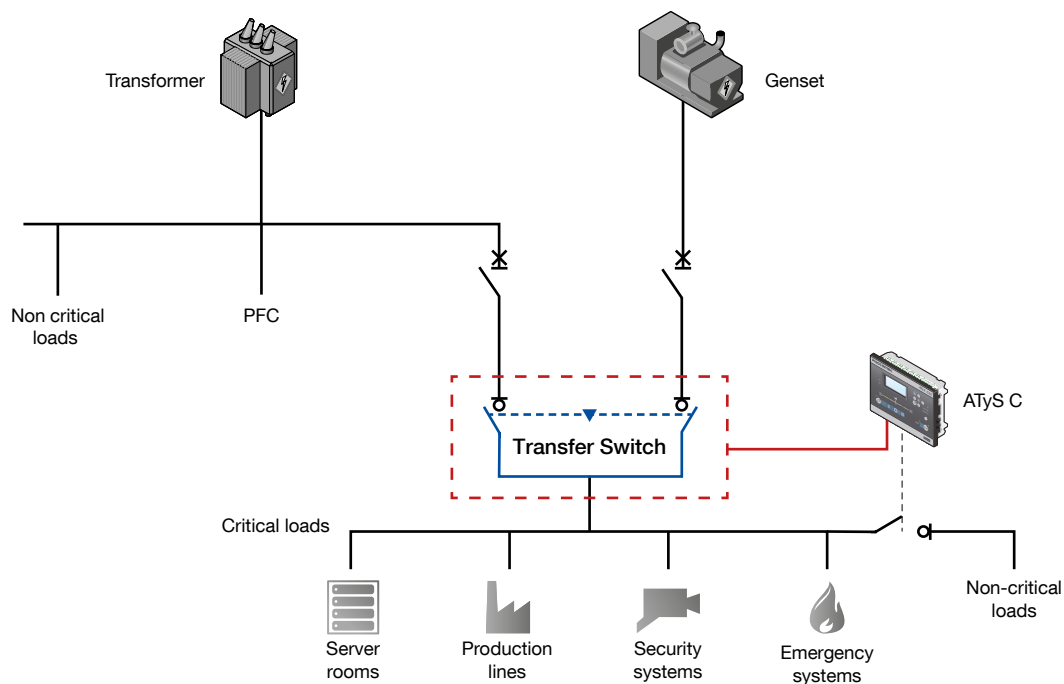 Transformer
Genset
Non critical
loads
PFC
ATyS C
Transfer Switch
Critical loads
Non-critical
loads
Server
rooms
Production
lines
Security
systems
Emergency
systems